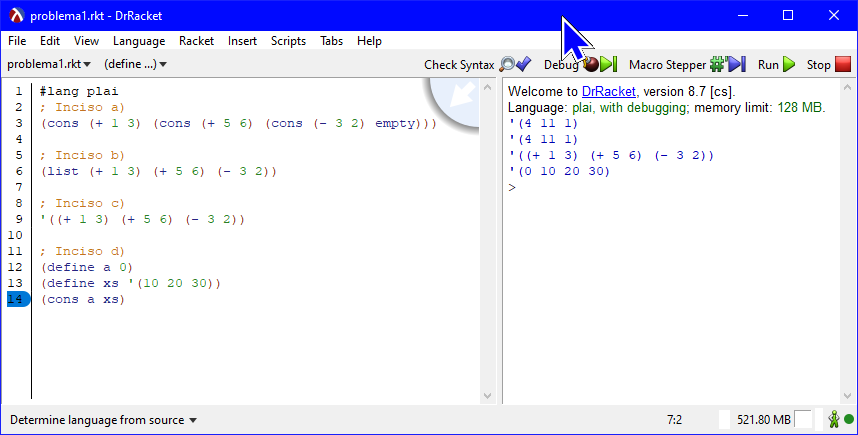 problema1.rkt - DrRacket
File Edit View Language Racket Insert Scripts Tabs Help
problema1.rkt (define ...) Check Syntax Debug Macro Stepper #' Run Stop
1 #lang plai
2 ; Inciso a)
3 (cons (+ 1 3) (cons (+ 5 6) (cons (- 3 2) empty)))
4
5 ; Inciso b)
6 (list (+ 1 3) (+ 5 6) (- 3 2))
7
8 ; Inciso c)
9 '((+ 1 3) (+ 5 6) (- 3 2))
10
11 ; Inciso d)
12 (define a 0)
13 (define xs '(10 20 30))
14 (cons a xs)
Welcome to DrRacket, version 8.7 [cs].
Language: plai, with debugging; memory limit: 128 MB.
'(4 11 1)
'(4 11 1)
'((+ 1 3) (+ 5 6) (- 3 2))
'(0 10 20 30)
>
Determine language from source 7:2 521.80 MB